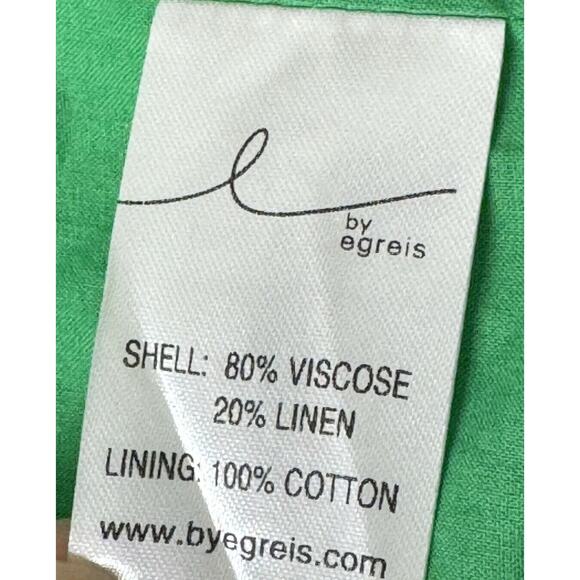 by
egreis
SHELL: 80% VISCOSE
20% LINEN
LINING: 100% COTTON
www.byegreis.com